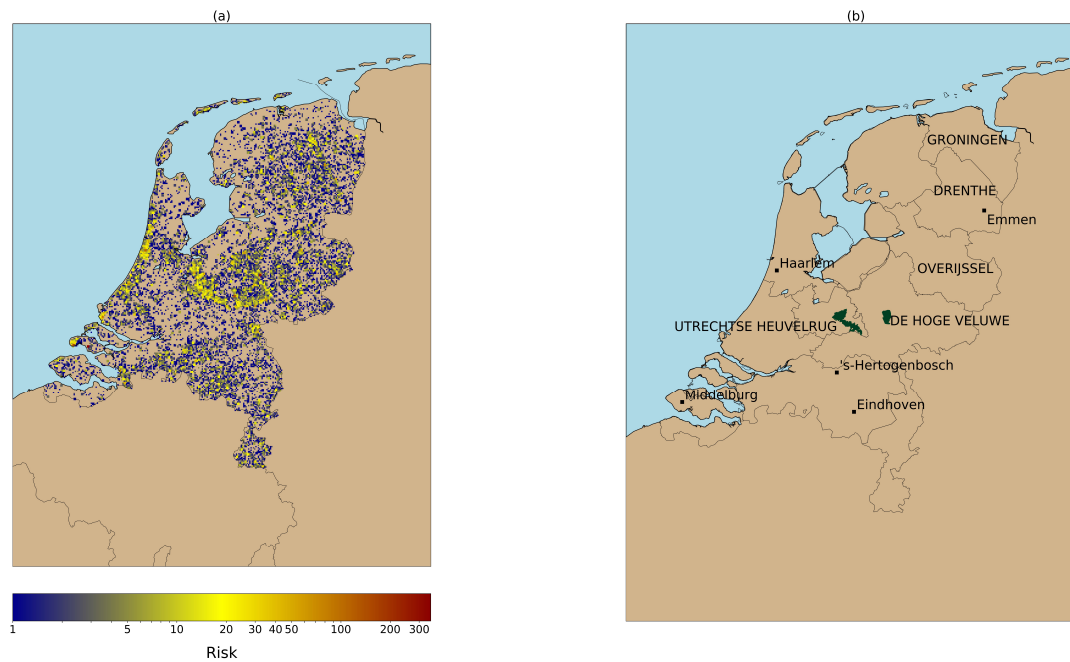 (a)
(b)
GRONINGEN
DRENTHE
Emmen
Haarlem
OVERIJSSEL
UTRECHTSE HEUVELRUG
DE HOGE VELUWE
's-Hertogenbosch
Middelburg
Eindhoven
1 5 10 20 30 40 50 100 200 300
Risk